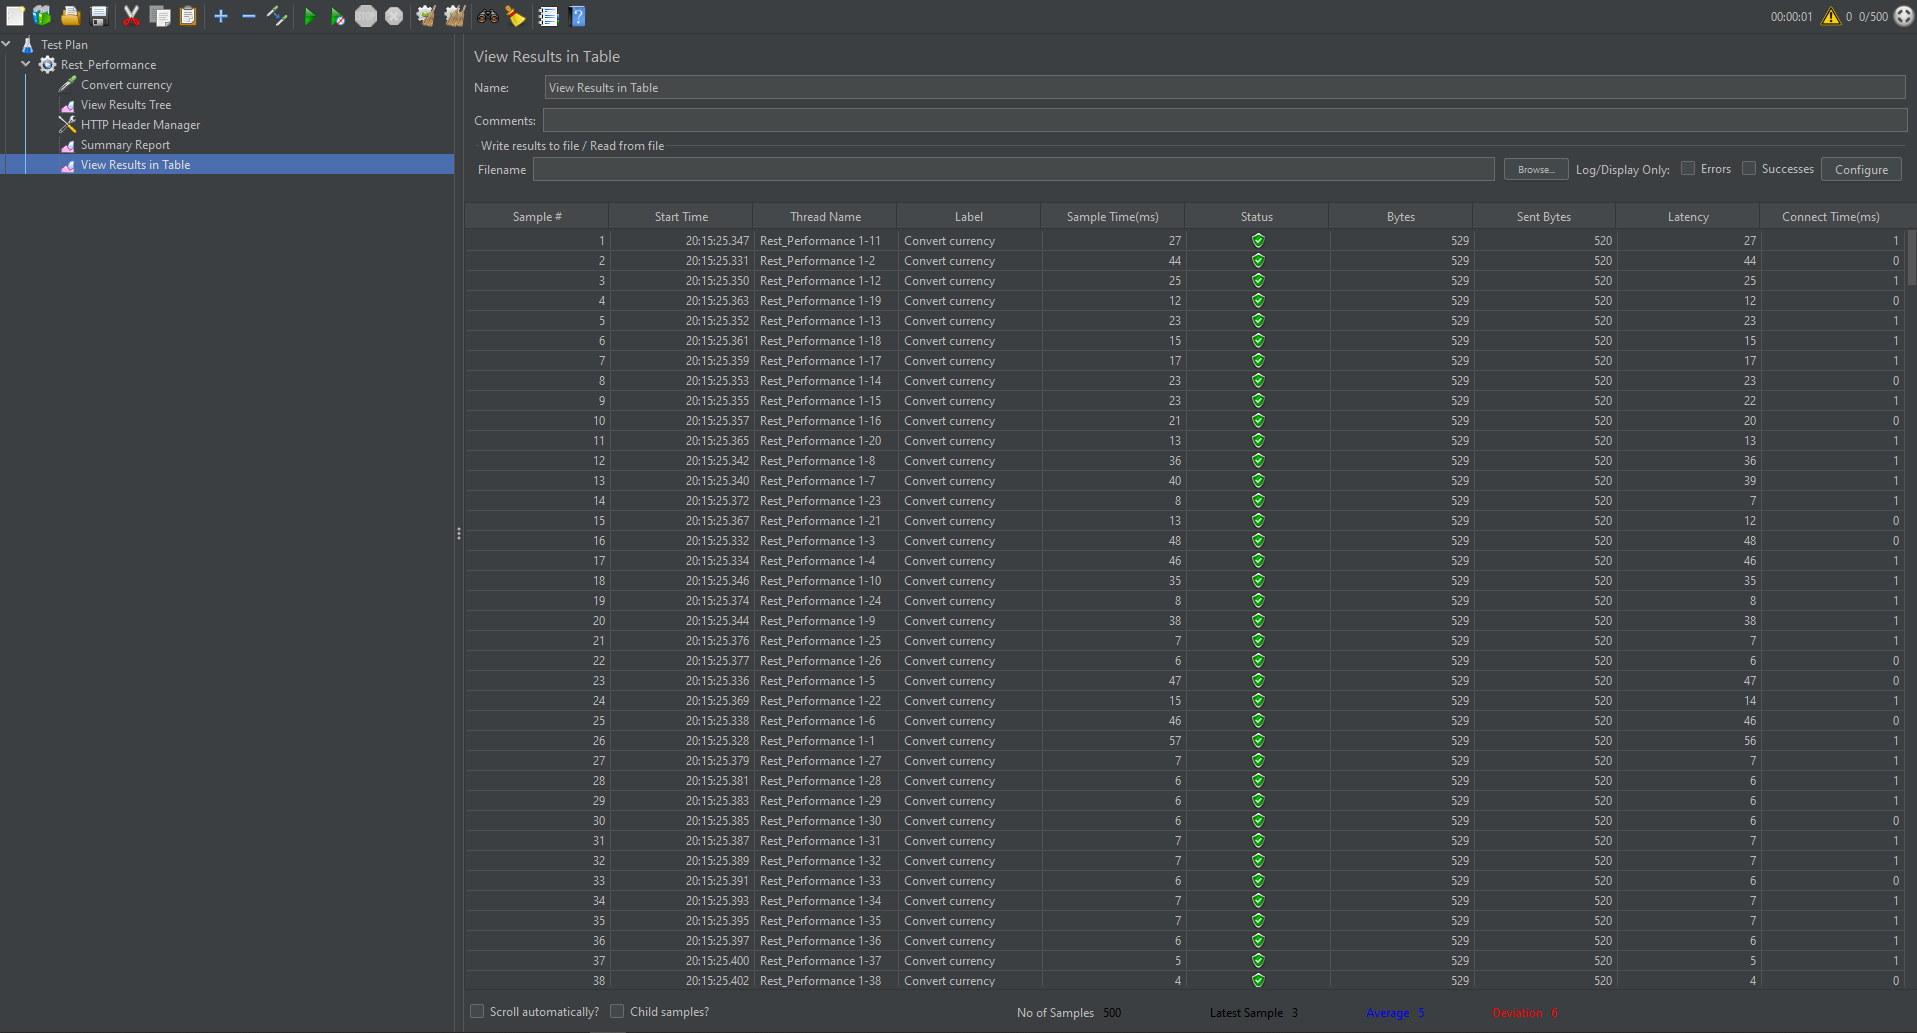 00:00:01 0 0/500
Test Plan
Rest_Performance
Convert currency
View Results Tree
HTTP Header Manager
Summary Report
View Results in Table
View Results in Table
Name: View Results in Table
Comments:
Write results to file / Read from file
Filename Browse... Log/Display Only: Errors Successes Configure
Sample # Start Time Thread Name Label Sample Time(ms) Status Bytes Sent Bytes Latency Connect Time(ms)
1 20:15:25.347 Rest_Performance 1-11 Convert currency 27 529 520 27 1
2 20:15:25.331 Rest_Performance 1-2 Convert currency 44 529 520 44 0
3 20:15:25.350 Rest_Performance 1-12 Convert currency 25 529 520 25 1
4 20:15:25.363 Rest_Performance 1-19 Convert currency 12 529 520 12 0
5 20:15:25.352 Rest_Performance 1-13 Convert currency 23 529 520 23 1
6 20:15:25.361 Rest_Performance 1-18 Convert currency 15 529 520 15 1
7 20:15:25.359 Rest_Performance 1-17 Convert currency 17 529 520 17 1
8 20:15:25.353 Rest_Performance 1-14 Convert currency 23 529 520 23 0
9 20:15:25.355 Rest_Performance 1-15 Convert currency 23 529 520 22 1
10 20:15:25.357 Rest_Performance 1-16 Convert currency 21 529 520 20 0
11 20:15:25.365 Rest_Performance 1-20 Convert currency 13 529 520 13 1
12 20:15:25.342 Rest_Performance 1-8 Convert currency 36 529 520 36 1
13 20:15:25.340 Rest_Performance 1-7 Convert currency 40 529 520 39 1
14 20:15:25.372 Rest_Performance 1-23 Convert currency 8 529 520 7 1
15 20:15:25.367 Rest_Performance 1-21 Convert currency 13 529 520 12 0
16 20:15:25.332 Rest_Performance 1-3 Convert currency 48 529 520 48 0
17 20:15:25.334 Rest_Performance 1-4 Convert currency 46 529 520 46 1
18 20:15:25.346 Rest_Performance 1-10 Convert currency 35 529 520 35 1
19 20:15:25.374 Rest_Performance 1-24 Convert currency 8 529 520 8 1
20 20:15:25.344 Rest_Performance 1-9 Convert currency 38 529 520 38 1
21 20:15:25.376 Rest_Performance 1-25 Convert currency 7 529 520 7 1
22 20:15:25.377 Rest_Performance 1-26 Convert currency 6 529 520 6 0
23 20:15:25.336 Rest_Performance 1-5 Convert currency 47 529 520 47 0
24 20:15:25.369 Rest_Performance 1-22 Convert currency 15 529 520 14 1
25 20:15:25.338 Rest_Performance 1-6 Convert currency 46 529 520 46 0
26 20:15:25.328 Rest_Performance 1-1 Convert currency 57 529 520 56 1
27 20:15:25.379 Rest_Performance 1-27 Convert currency 7 529 520 7 1
28 20:15:25.381 Rest_Performance 1-28 Convert currency 6 529 520 6 1
29 20:15:25.383 Rest_Performance 1-29 Convert currency 6 529 520 6 1
30 20:15:25.385 Rest_Performance 1-30 Convert currency 6 529 520 6 0
31 20:15:25.387 Rest_Performance 1-31 Convert currency 7 529 520 7 1
32 20:15:25.389 Rest_Performance 1-32 Convert currency 7 529 520 7 1
33 20:15:25.391 Rest_Performance 1-33 Convert currency 6 529 520 6 0
34 20:15:25.393 Rest_Performance 1-34 Convert currency 7 529 520 7 1
35 20:15:25.395 Rest_Performance 1-35 Convert currency 7 529 520 7 1
36 20:15:25.397 Rest_Performance 1-36 Convert currency 6 529 520 6 1
37 20:15:25.400 Rest_Performance 1-37 Convert currency 5 529 520 5 1
38 20:15:25.402 Rest_Performance 1-38 Convert currency 4 529 520 4 0
Scroll automatically? Child samples? No of Samples 500 Latest Sample 3 Average 5 Deviation 6